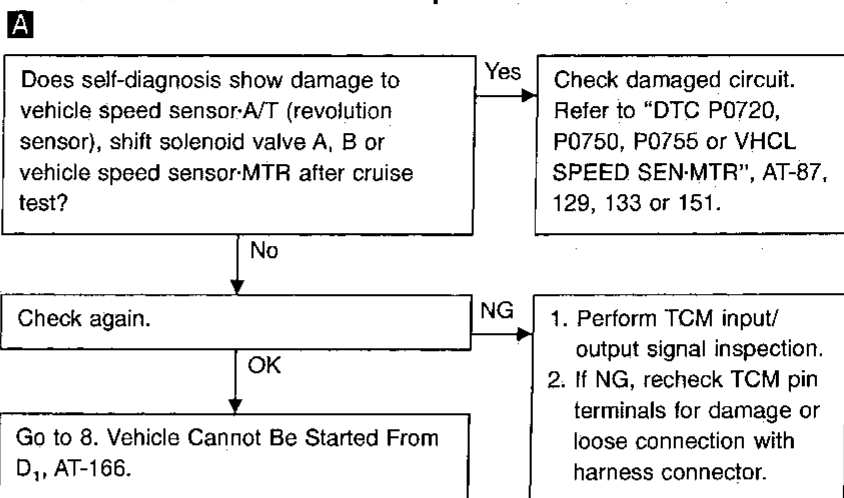 A
Does self-diagnosis show damage to
vehicle speed sensor·A/T (revolution
sensor), shift solenoid valve A, B or
vehicle speed sensor·MTR after cruise
test?
Yes
Check damaged circuit.
Refer to “DTC P0720,
P0750, P0755 or VHCL
SPEED SEN·MTR”, AT-87,
129, 133 or 151.
No
Check again.
NG
1. Perform TCM input/
output signal inspection.
2. If NG, recheck TCM pin
terminals for damage or
loose connection with
harness connector.
OK
Go to 8. Vehicle Cannot Be Started From
D₁, AT-166.